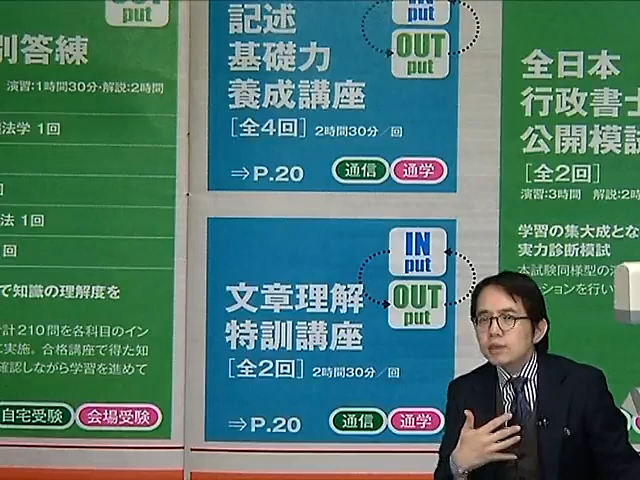 OUT
put
別答練
演習:1時間30分・解説:2時間
法学 1回
法 1回
回
で知識の理解度を
計210問を各科目のイン
に実施。合格講座で得た知
確認しながら学習を進めて
自宅受験
会場受験
記述
基礎力
養成講座
[全4回] 2時間30分/回
⇒P.20
通信
通学
IN
put
OUT
put
文章理解
特訓講座
[全2回] 2時間30分/回
⇒P.20
通信
通学
IN
put
OUT
put
全日本
行政書士
公開模試
[全2回]
演習:3時間 解説:2時
学習の集大成とな
実力診断模試
本試験同様型の
ションを行い